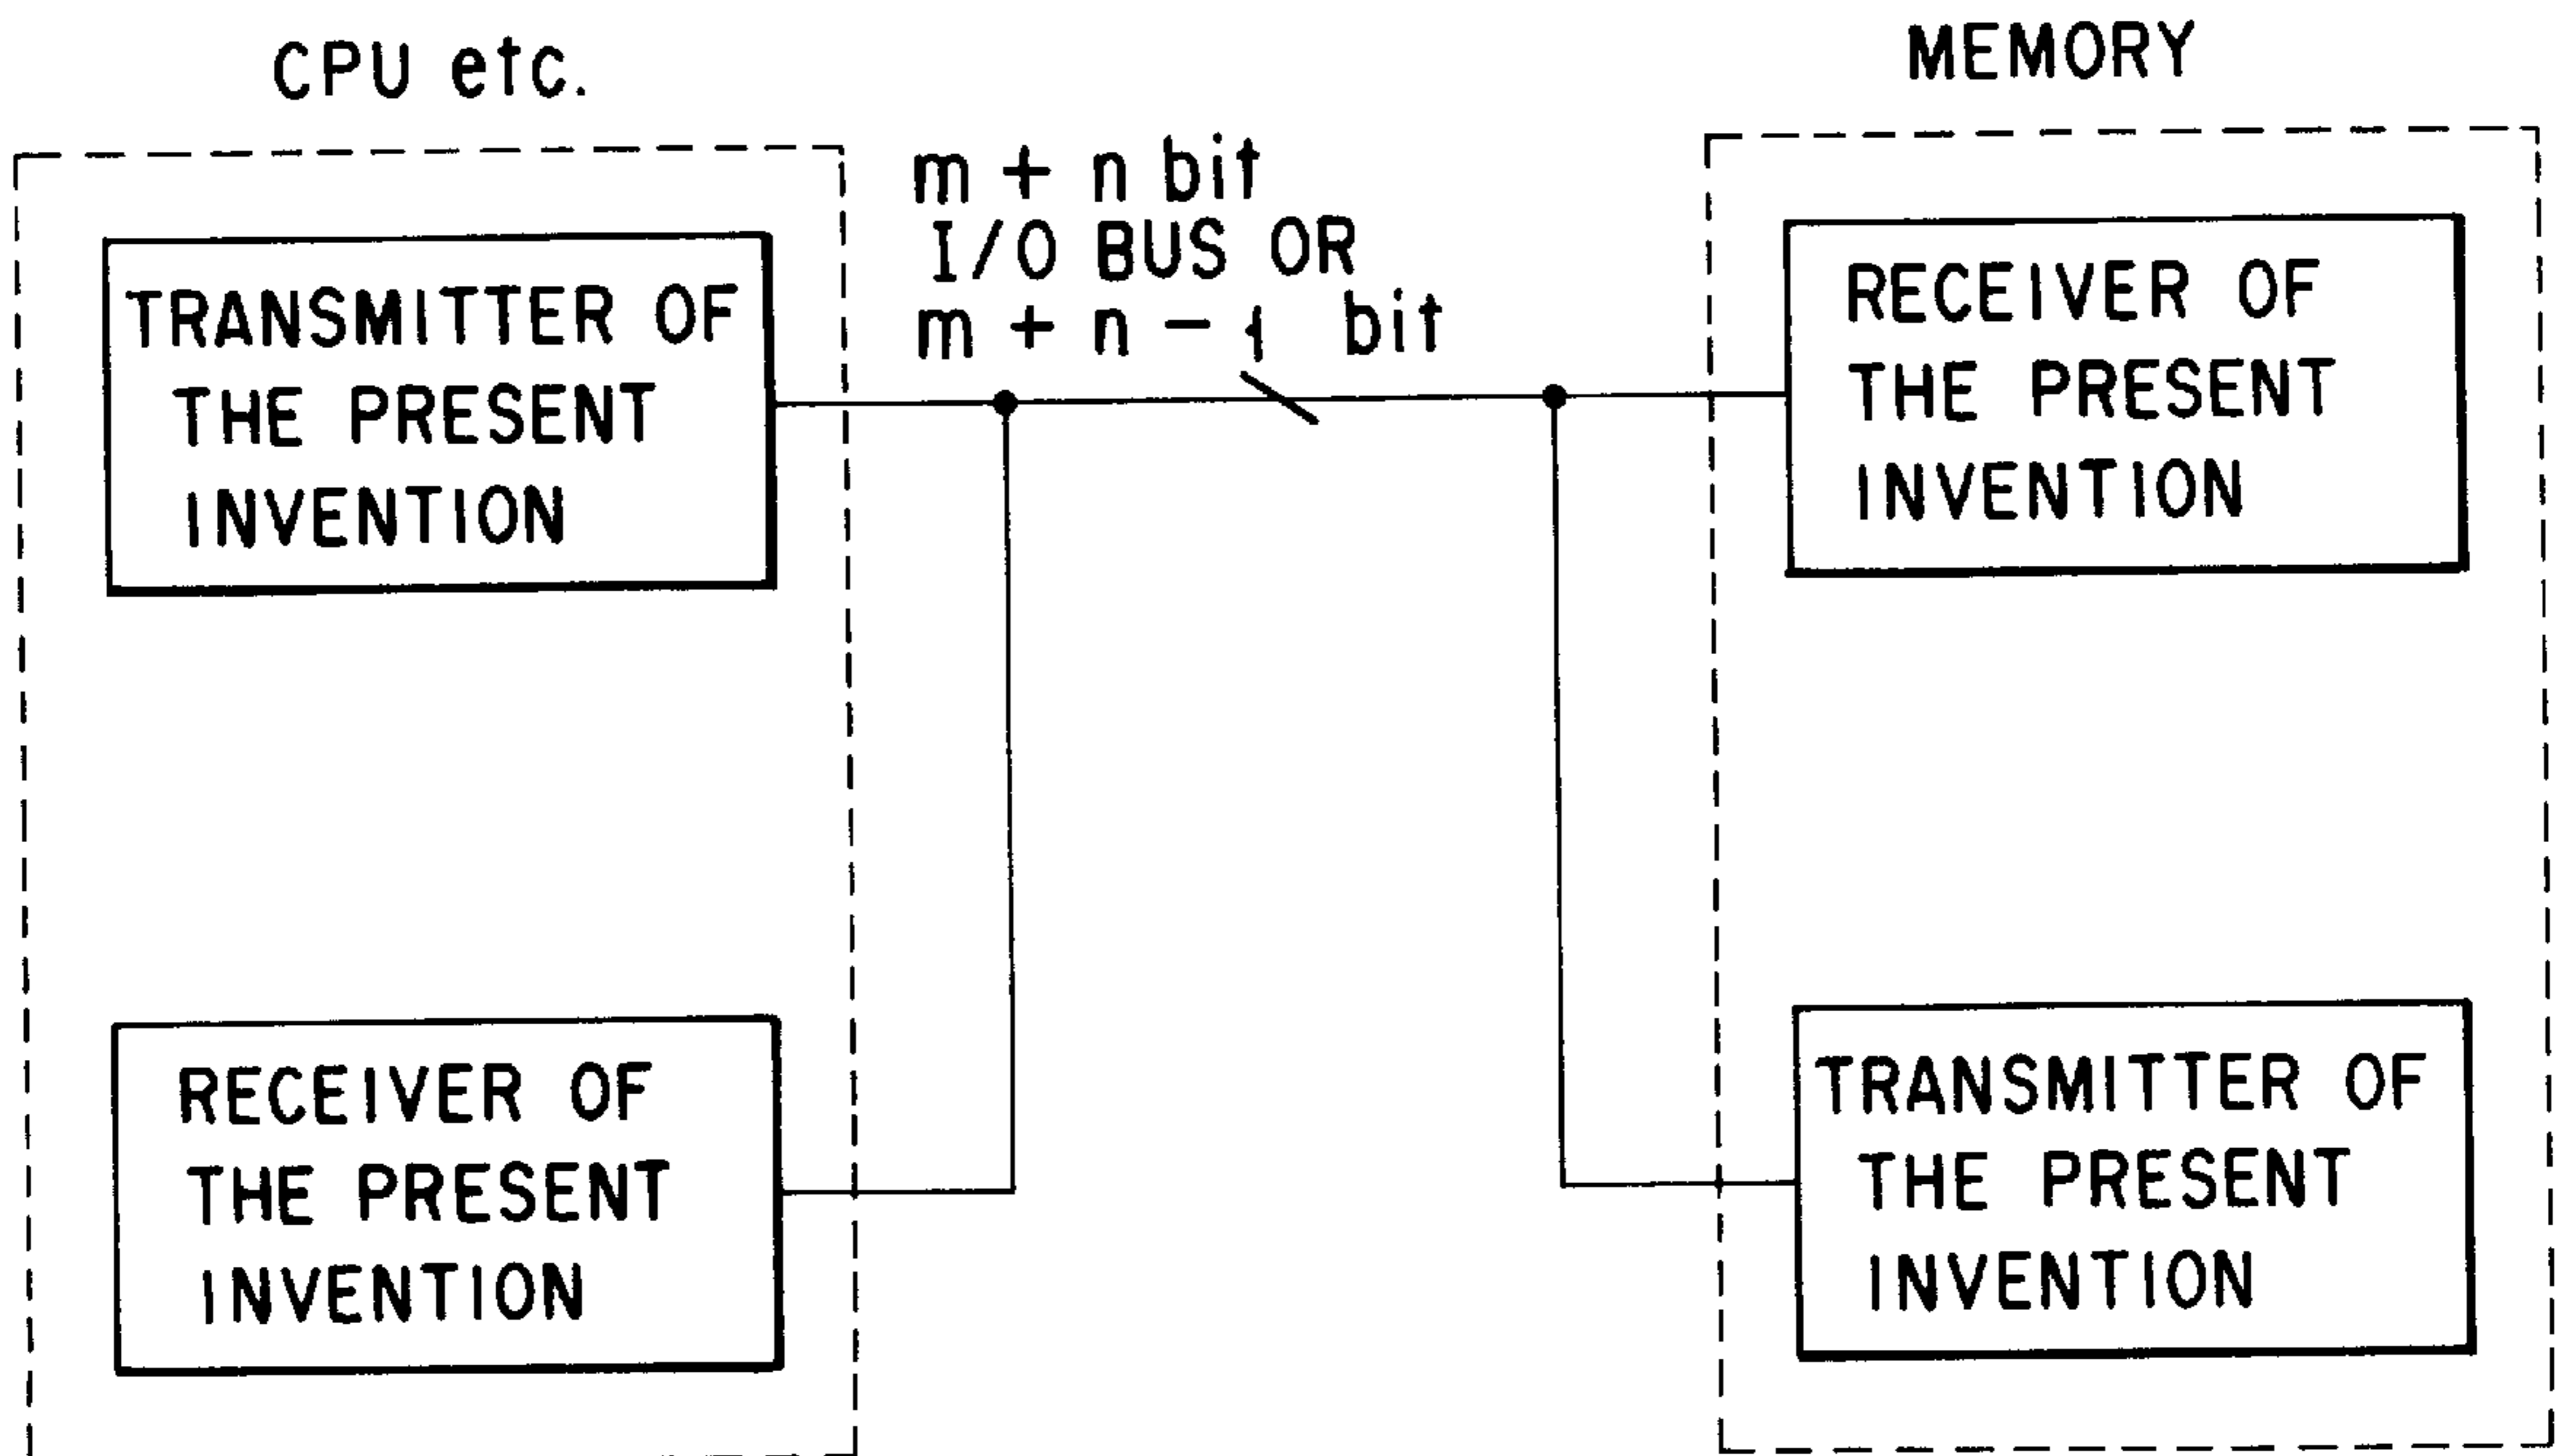 CPU etc.
MEMORY
m + n bit
I/O BUS OR
m + n - 1 bit
TRANSMITTER OF
THE PRESENT
INVENTION
RECEIVER OF
THE PRESENT
INVENTION
RECEIVER OF
THE PRESENT
INVENTION
TRANSMITTER OF
THE PRESENT
INVENTION